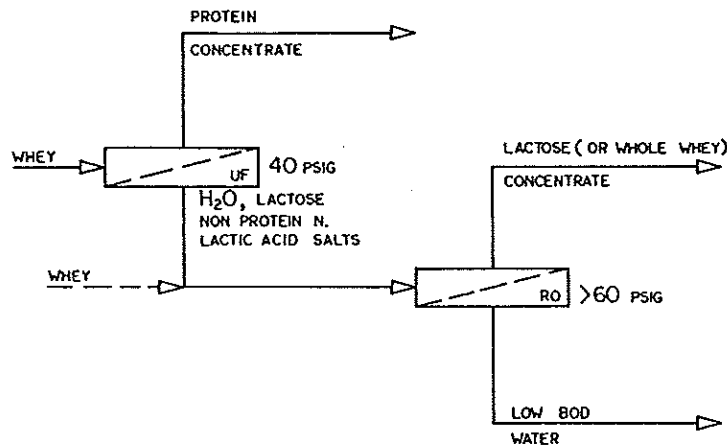 PROTEIN
CONCENTRATE
WHEY
UF
40 PSIG
H₂O, LACTOSE
NON PROTEIN N.
LACTIC ACID SALTS
LACTOSE (OR WHOLE WHEY)
CONCENTRATE
WHEY
RO
>60 PSIG
LOW BOD
WATER